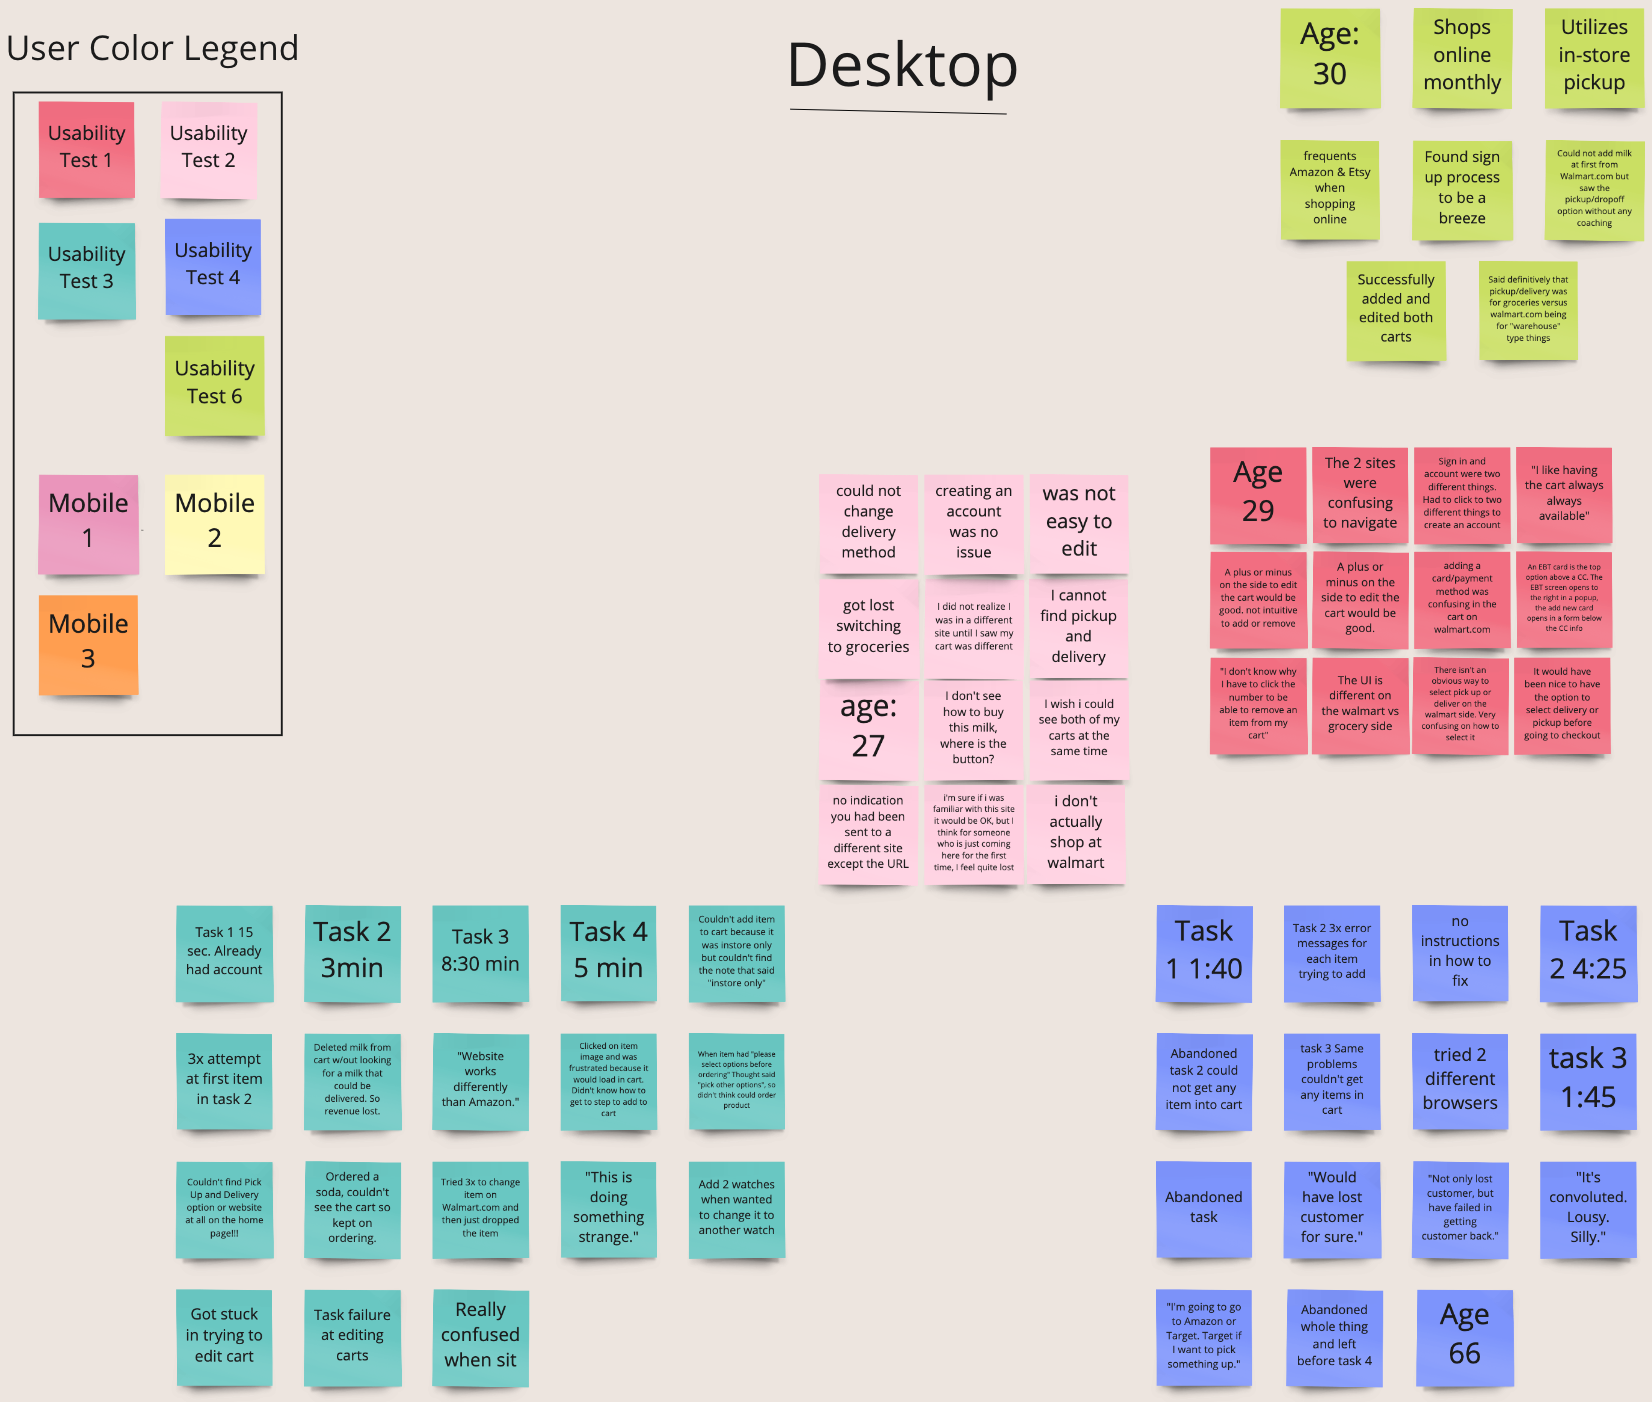 User Color Legend
Desktop
Usability
Test 1
Usability
Test 2
Usability
Test 3
Usability
Test 4
Usability
Test 6
Mobile
1
Mobile
2
Mobile
3
Age:
30
Shops
online
monthly
Utilizes
in-store
pickup
frequents
Amazon & Etsy
when
shopping
online
Found sign
up process
to be a
breeze
Could not add milk
at first from
Walmart.com but
saw the
pickup/dropoff
option without any
coaching
Successfully
added and
edited both
carts
Said definitively that
pickup/delivery was
for groceries versus
walmart.com being
for "warehouse"
type things
could not
change
delivery
method
creating an
account
was no
issue
was not
easy to
edit
got lost
switching
to groceries
I did not realize I
was in a different
site until I saw my
cart was different
I cannot
find pickup
and
delivery
age:
27
I don't see
how to buy
this milk,
where is the
button?
I wish i could
see both of my
carts at the
same time
no indication
you had been
sent to a
different site
except the URL
i'm sure if i was
familiar with this site
it would be OK, but I
think for someone
who is just coming
here for the first
time, I feel quite lost
i don't
actually
shop at
walmart
Age
29
The 2 sites
were
confusing
to navigate
Sign in and
account were two
different things.
Had to click to two
different things to
create an account
"I like having
the cart always
always
available"
A plus or minus
on the side to edit
the cart would be
good. not intuitive
to add or remove
A plus or
minus on the
side to edit the
cart would be
good.
adding a
card/payment
method was
confusing in the
cart on
walmart.com
An EBT card is the top
option above a CC. The
EBT screen opens to
the right in a popup,
the add new card
opens in a form below
the CC info
"I don't know why
I have to click the
number to be
able to remove an
item from my
cart"
The UI is
different on
the walmart vs
grocery side
There isn't an
obvious way to
select pick up or
deliver on the
walmart side. Very
confusing on how to
select it
It would have
been nice to have
the option to
select delivery or
pickup before
going to checkout
Task 1 15
sec. Already
had account
Task 2
3min
Task 3
8:30 min
Task 4
5 min
Couldn't add item
to cart because it
was instore only
but couldn't find
the note that said
"instore only"
3x attempt
at first item
in task 2
Deleted milk from
cart w/out looking
for a milk that
could be
delivered. So
revenue lost.
"Website
works
differently
than Amazon."
Clicked on item
image and was
frustrated because it
would load in cart.
Didn't know how to
get to step to add to
cart
When item had "please
select options before
ordering" Thought said
"pick other options", so
didn't think could order
product
Couldn't find Pick
Up and Delivery
option or website
at all on the home
page!!!
Ordered a
soda, couldn't
see the cart so
kept on
ordering.
Tried 3x to change
item on
Walmart.com and
then just dropped
the item
"This is
doing
something
strange."
Add 2 watches
when wanted
to change it to
another watch
Got stuck
in trying to
edit cart
Task failure
at editing
carts
Really
confused
when sit
Task
1 1:40
Task 2 3x error
messages for
each item
trying to add
no
instructions
in how to
fix
Task
2 4:25
Abandoned
task 2 could
not get any
item into cart
task 3 Same
problems
couldn't get
any items in
cart
tried 2
different
browsers
task 3
1:45
Abandoned
task
"Would
have lost
customer
for sure."
"Not only lost
customer, but
have failed in
getting
customer back."
"It's
convoluted.
Lousy.
Silly."
"I'm going to go
to Amazon or
Target. Target if
I want to pick
something up."
Abandoned
whole thing
and left
before task 4
Age
66